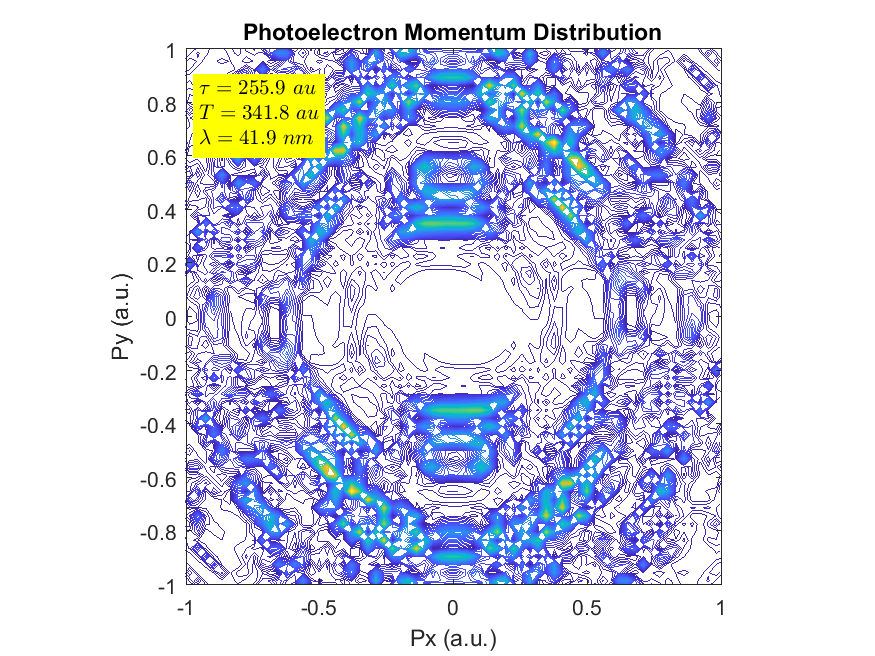 Photoelectron Momentum Distribution
τ = 255.9 au
T = 341.8 au
λ = 41.9 nm
1
0.8
0.6
0.4
0.2
0
-0.2
-0.4
-0.6
-0.8
-1
Py (a.u.)
-1 -0.5 0 0.5 1
Px (a.u.)